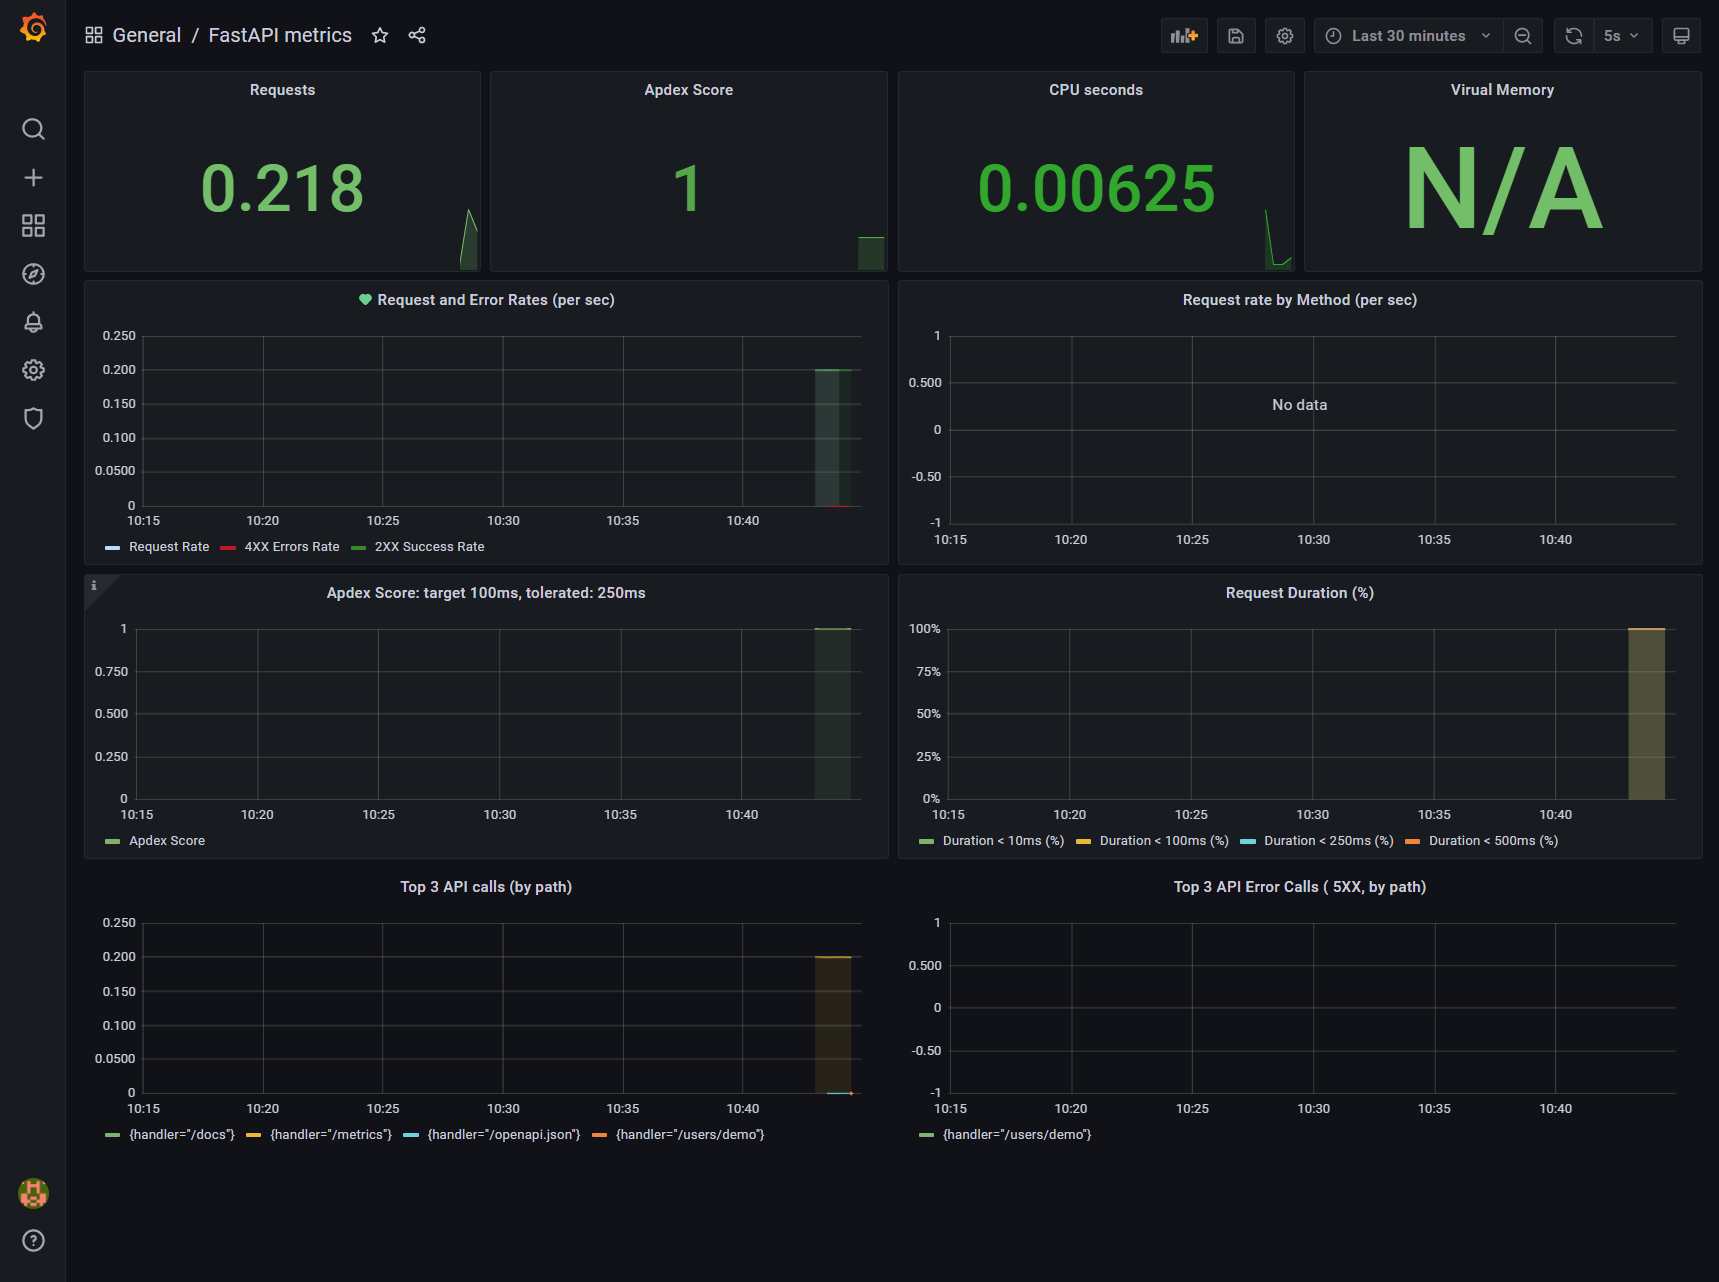 General / FastAPI metrics
Last 30 minutes
5s
Requests
0.218
Apdex Score
1
CPU seconds
0.00625
Virual Memory
N/A
Request and Error Rates (per sec)
0.250
0.200
0.150
0.100
0.0500
0
10:15 10:20 10:25 10:30 10:35 10:40
Request Rate 4XX Errors Rate 2XX Success Rate
Request rate by Method (per sec)
1
0.500
No data
0
-0.50
-1
10:15 10:20 10:25 10:30 10:35 10:40
i
Apdex Score: target 100ms, tolerated: 250ms
1
0.750
0.500
0.250
0
10:15 10:20 10:25 10:30 10:35 10:40
Apdex Score
Request Duration (%)
100%
75%
50%
25%
0%
10:15 10:20 10:25 10:30 10:35 10:40
Duration < 10ms (%) Duration < 100ms (%) Duration < 250ms (%) Duration < 500ms (%)
Top 3 API calls (by path)
0.250
0.200
0.150
0.100
0.0500
0
10:15 10:20 10:25 10:30 10:35 10:40
{handler="/docs"} {handler="/metrics"} {handler="/openapi.json"} {handler="/users/demo"}
Top 3 API Error Calls ( 5XX, by path)
1
0.500
0
-0.50
-1
10:15 10:20 10:25 10:30 10:35 10:40
{handler="/users/demo"}
?